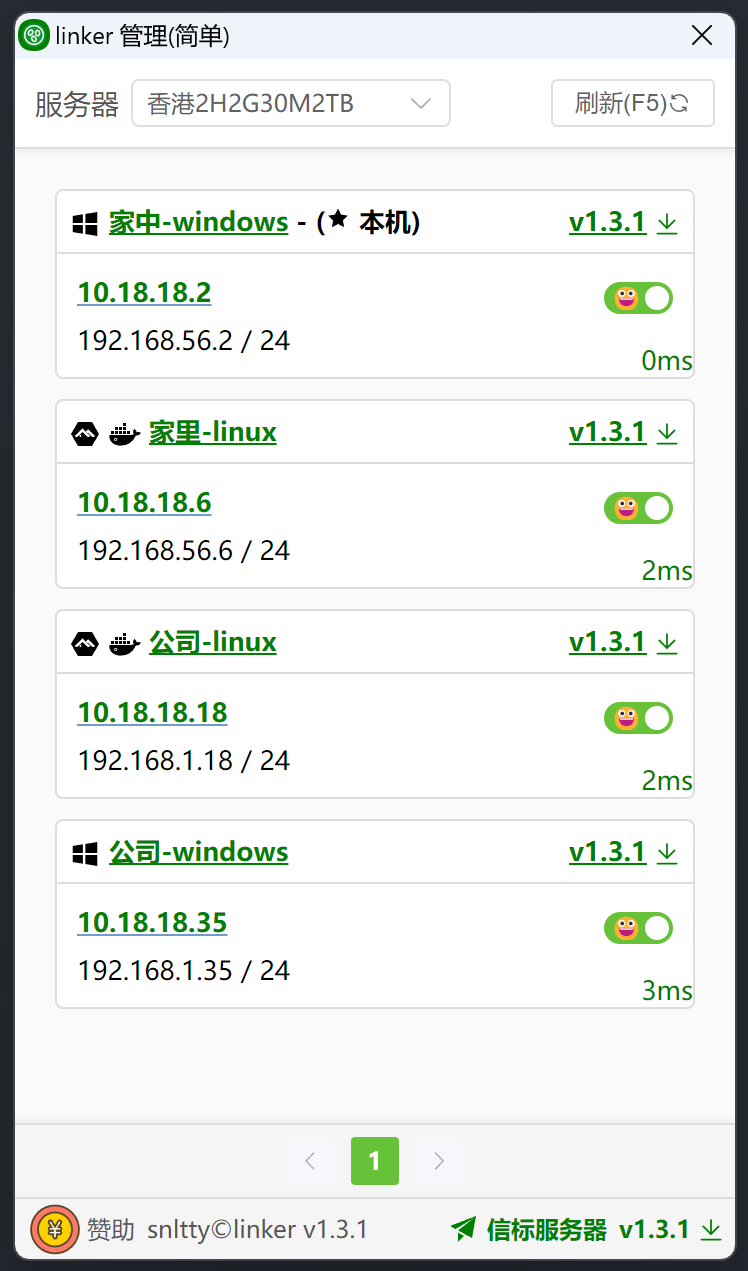 linker 管理(简单)
服务器 香港2H2G30M2TB 刷新(F5)
家中-windows - (★ 本机) v1.3.1
10.18.18.2
192.168.56.2 / 24
0ms
家里-linux v1.3.1
10.18.18.6
192.168.56.6 / 24
2ms
公司-linux v1.3.1
10.18.18.18
192.168.1.18 / 24
2ms
公司-windows v1.3.1
10.18.18.35
192.168.1.35 / 24
3ms
1
¥ 赞助 snltty©linker v1.3.1 信标服务器 v1.3.1